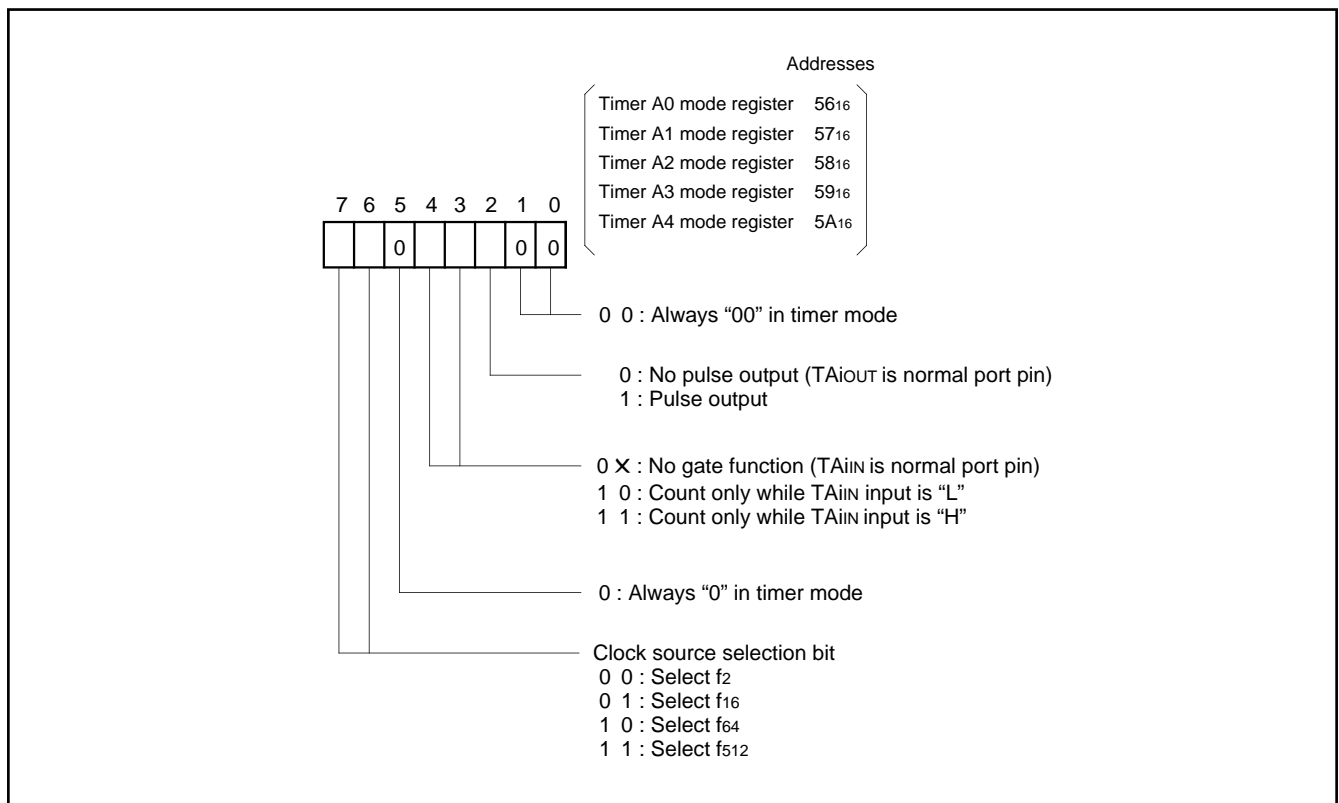 Addresses
Timer A0 mode register 5616
Timer A1 mode register 5716
Timer A2 mode register 5816
Timer A3 mode register 5916
Timer A4 mode register 5A16
7 6 5 4 3 2 1 0
0 0 0
0 0 : Always “00” in timer mode
0 : No pulse output (TAiOUT is normal port pin)
1 : Pulse output
0 X : No gate function (TAiIN is normal port pin)
1 0 : Count only while TAiIN input is “L”
1 1 : Count only while TAiIN input is “H”
0 : Always “0” in timer mode
Clock source selection bit
0 0 : Select f2
0 1 : Select f16
1 0 : Select f64
1 1 : Select f512